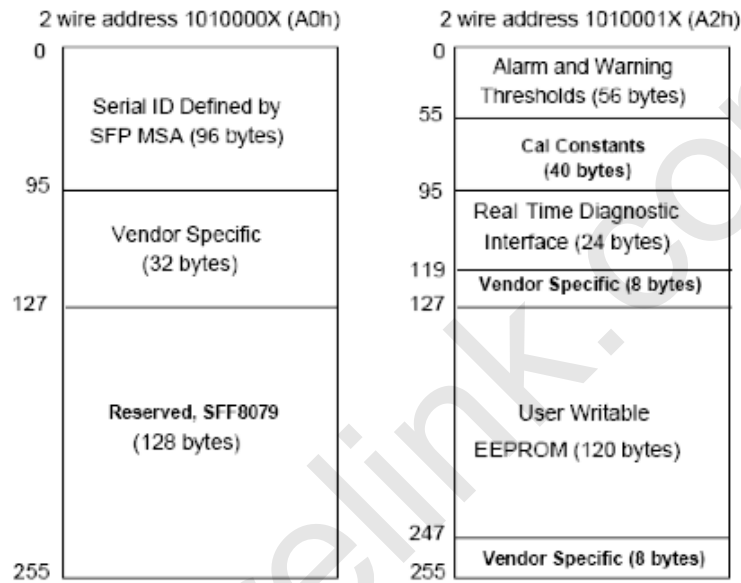 2 wire address 1010000X (A0h)
0
Serial ID Defined by
SFP MSA (96 bytes)
95
Vendor Specific
(32 bytes)
127
Reserved, SFF8079
(128 bytes)
255
2 wire address 1010001X (A2h)
0
Alarm and Warning
Thresholds (56 bytes)
55
Cal Constants
(40 bytes)
95
Real Time Diagnostic
Interface (24 bytes)
119
Vendor Specific (8 bytes)
127
User Writable
EEPROM (120 bytes)
247
Vendor Specific (8 bytes)
255